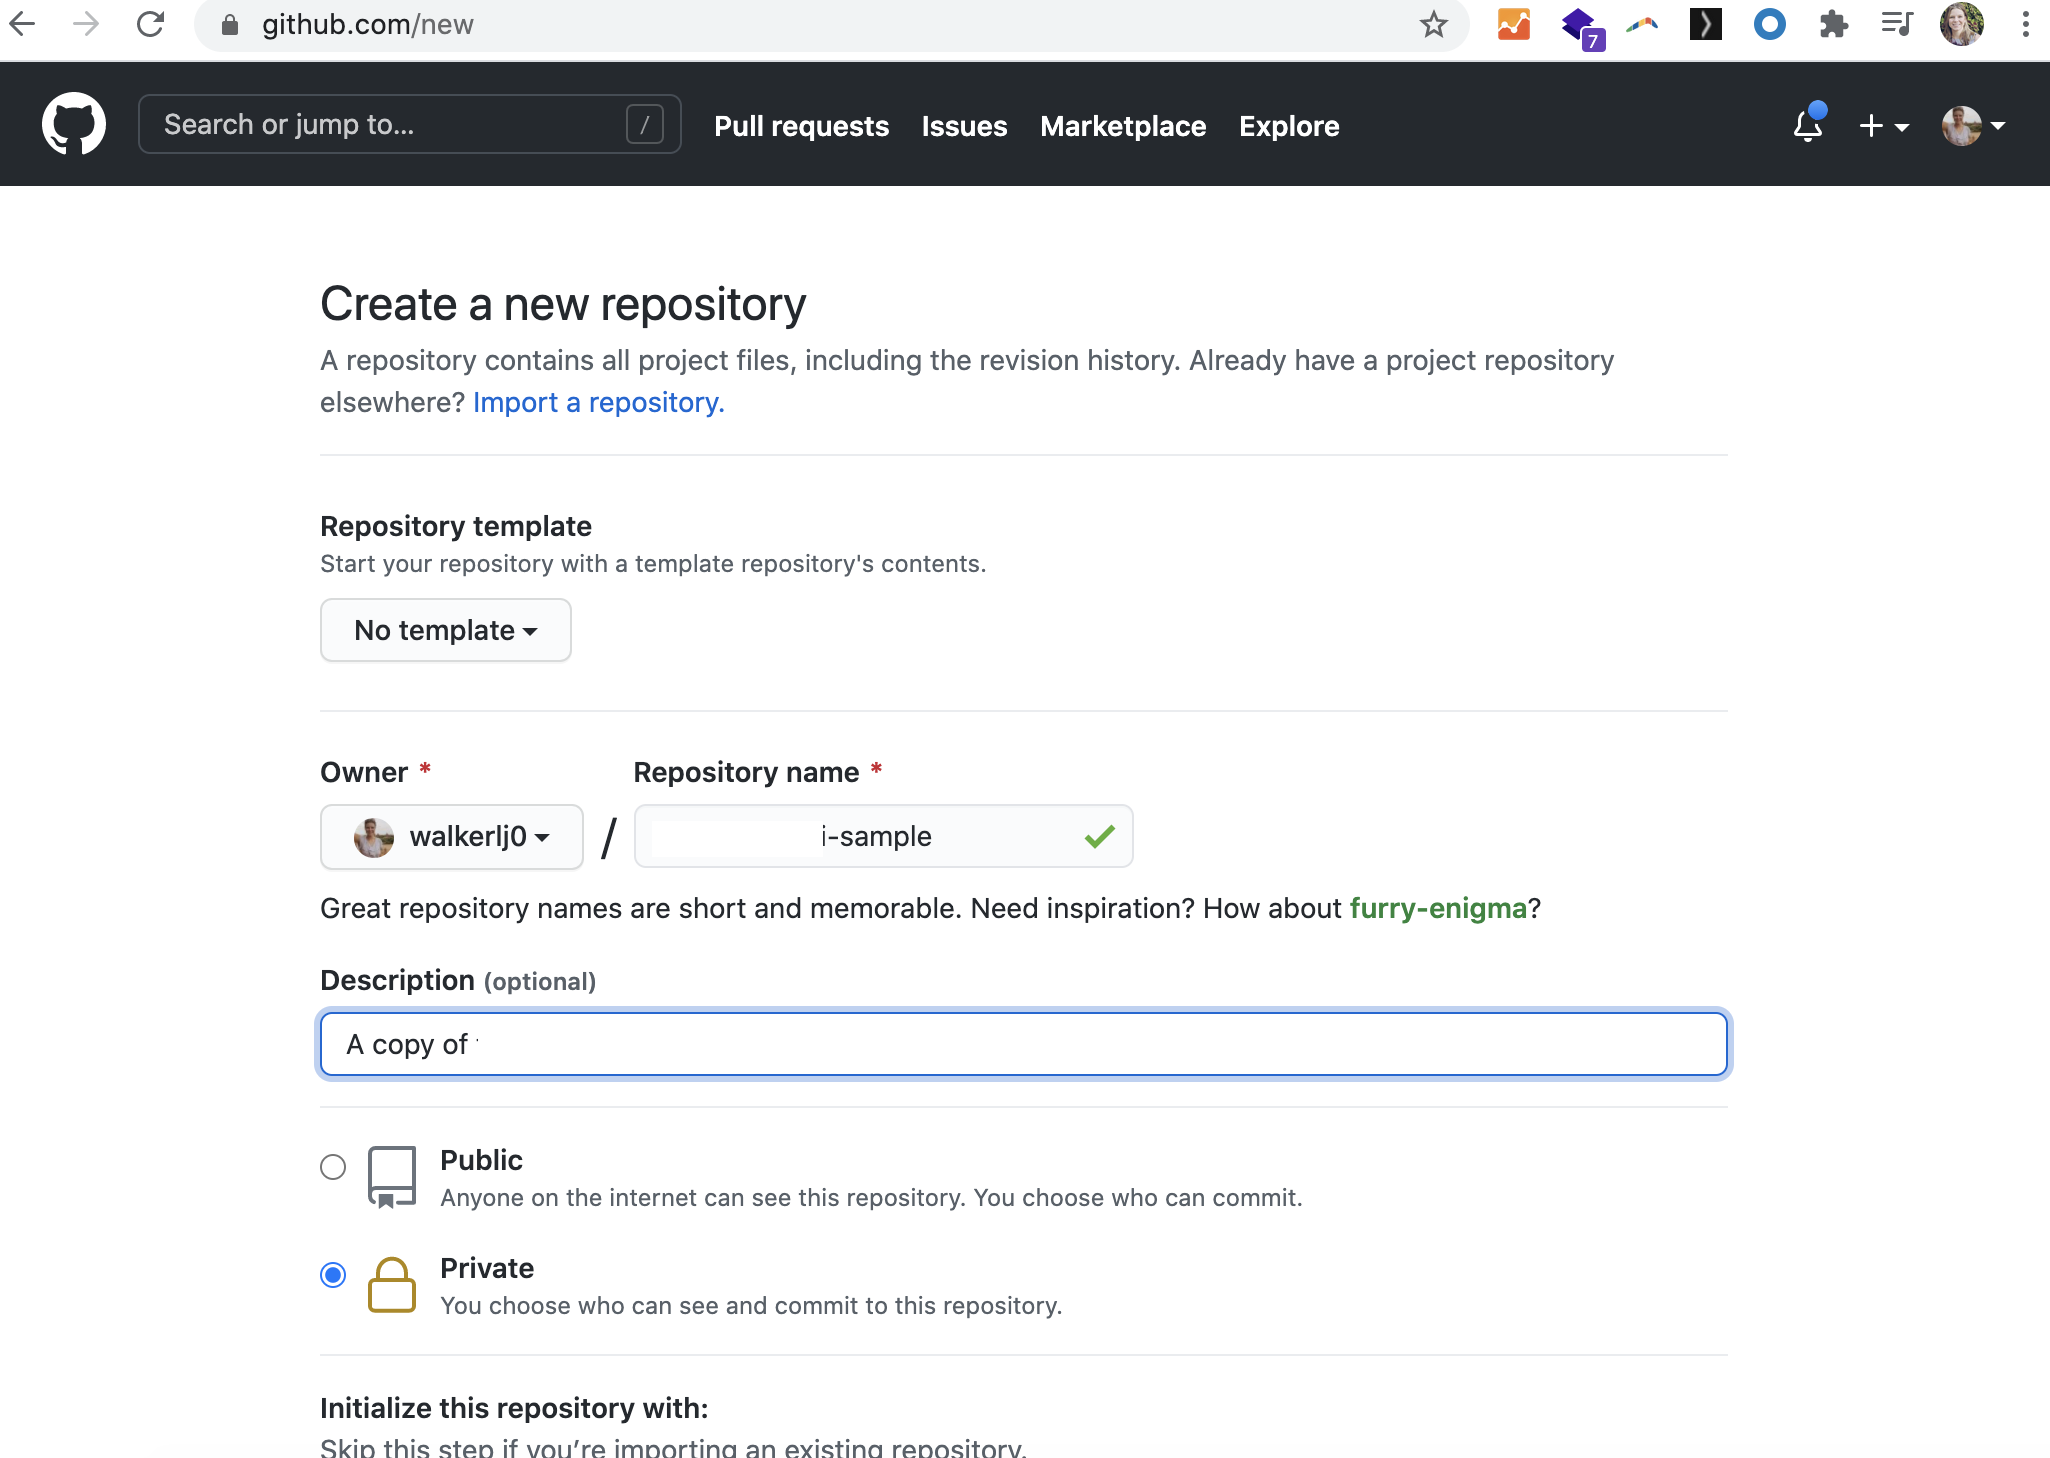 github.com/new
7
Search or jump to... /
Pull requests Issues Marketplace Explore
Create a new repository
A repository contains all project files, including the revision history. Already have a project repository
elsewhere? Import a repository.
Repository template
Start your repository with a template repository's contents.
No template
Owner * Repository name *
walkerlj0 / i-sample
Great repository names are short and memorable. Need inspiration? How about furry-enigma?
Description (optional)
A copy of
Public
Anyone on the internet can see this repository. You choose who can commit.
Private
You choose who can see and commit to this repository.
Initialize this repository with:
Skip this step if you’re importing an existing repository.